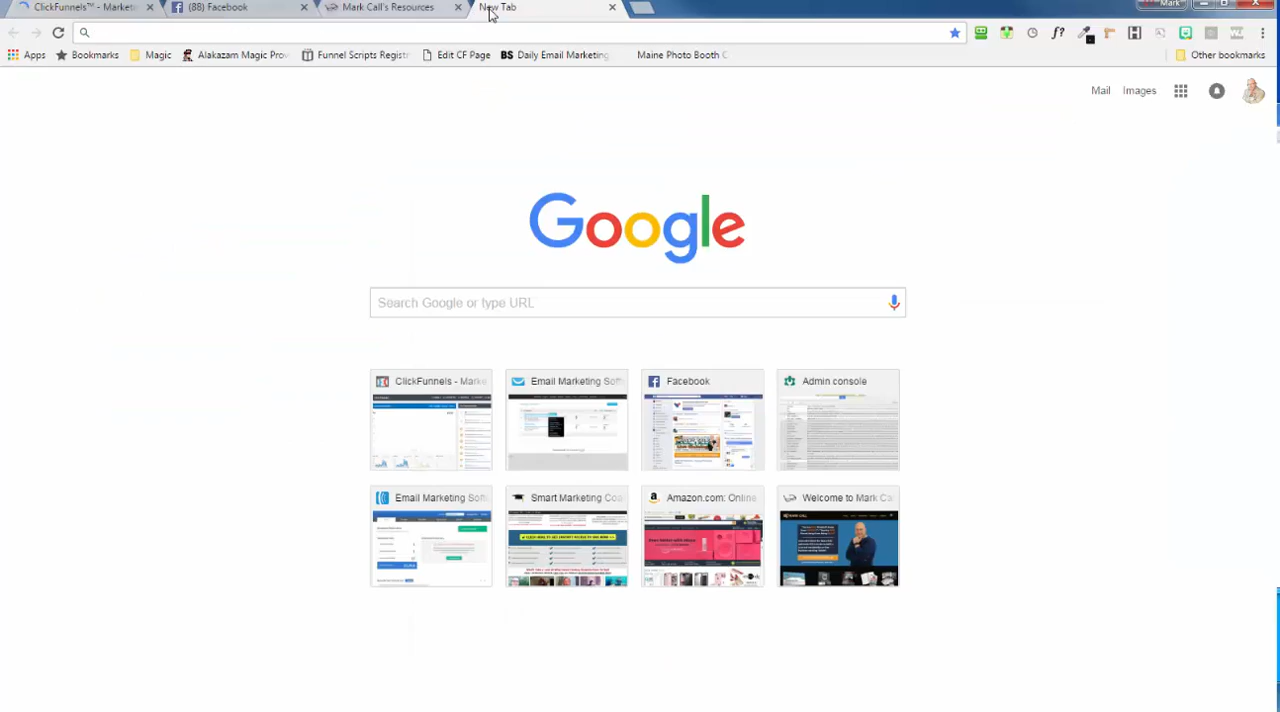 ClickFunnels™ - Marketi
(88) Facebook
Mark Call's Resources
New Tab
Mark
Apps
Bookmarks
Magic
Alakazam Magic Prov
Funnel Scripts Registr
Edit CF Page
BS Daily Email Marketing
Maine Photo Booth C
Other bookmarks
Mail
Images
Google
Search Google or type URL
ClickFunnels - Marke
Email Marketing Soft
Facebook
Admin console
Email Marketing Soft
Smart Marketing Coa
Amazon.com: Online
Welcome to Mark Ca